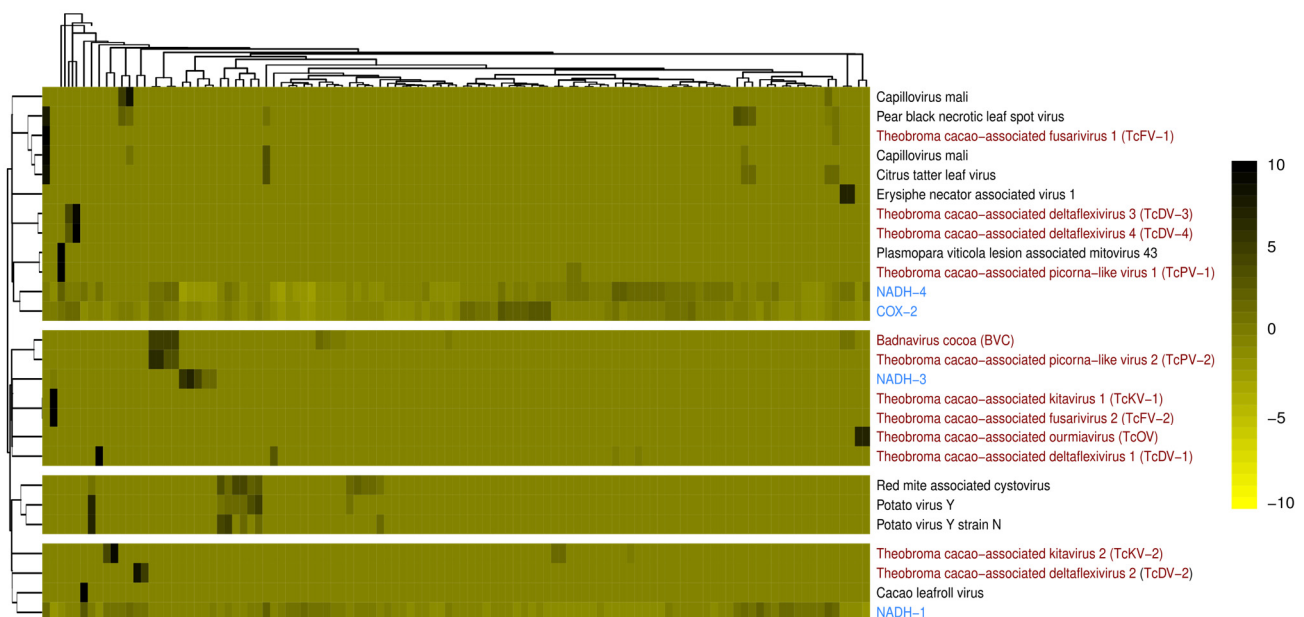 Capillovirus mali
Pear black necrotic leaf spot virus
Theobroma cacao−associated fusarivirus 1 (TcFV−1)
Capillovirus mali
Citrus tatter leaf virus
Erysiphe necator associated virus 1
Theobroma cacao−associated deltaflexivirus 3 (TcDV−3)
Theobroma cacao−associated deltaflexivirus 4 (TcDV−4)
Plasmopara viticola lesion associated mitovirus 43
Theobroma cacao−associated picorna−like virus 1 (TcPV−1)
NADH−4
COX−2
Badnavirus cocoa (BVC)
Theobroma cacao−associated picorna−like virus 2 (TcPV−2)
NADH−3
Theobroma cacao−associated kitavirus 1 (TcKV−1)
Theobroma cacao−associated fusarivirus 2 (TcFV−2)
Theobroma cacao−associated ourmiavirus (TcOV)
Theobroma cacao−associated deltaflexivirus 1 (TcDV−1)
Red mite associated cystovirus
Potato virus Y
Potato virus Y strain N
Theobroma cacao−associated kitavirus 2 (TcKV−2)
Theobroma cacao−associated deltaflexivirus 2 (TcDV−2)
Cacao leafroll virus
NADH−1
10
5
0
−5
−10